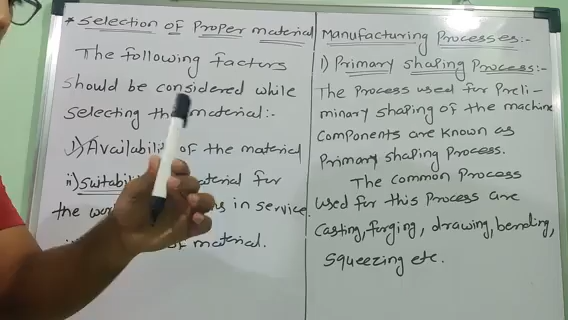 * Selection of Proper material
The following factors
should be considered while
selecting the material:-
i) Availabili of the material
ii) suitabili terial for
the wor s in service.
of material.
Manufacturing Processes:-
1) Primary shaping Process:-
The process used for Preli-
minary shaping of the machine
components are known as
Primary shaping Process.
The common Process
used for this Process are
casting, forging, drawing, bending,
squeezing etc.